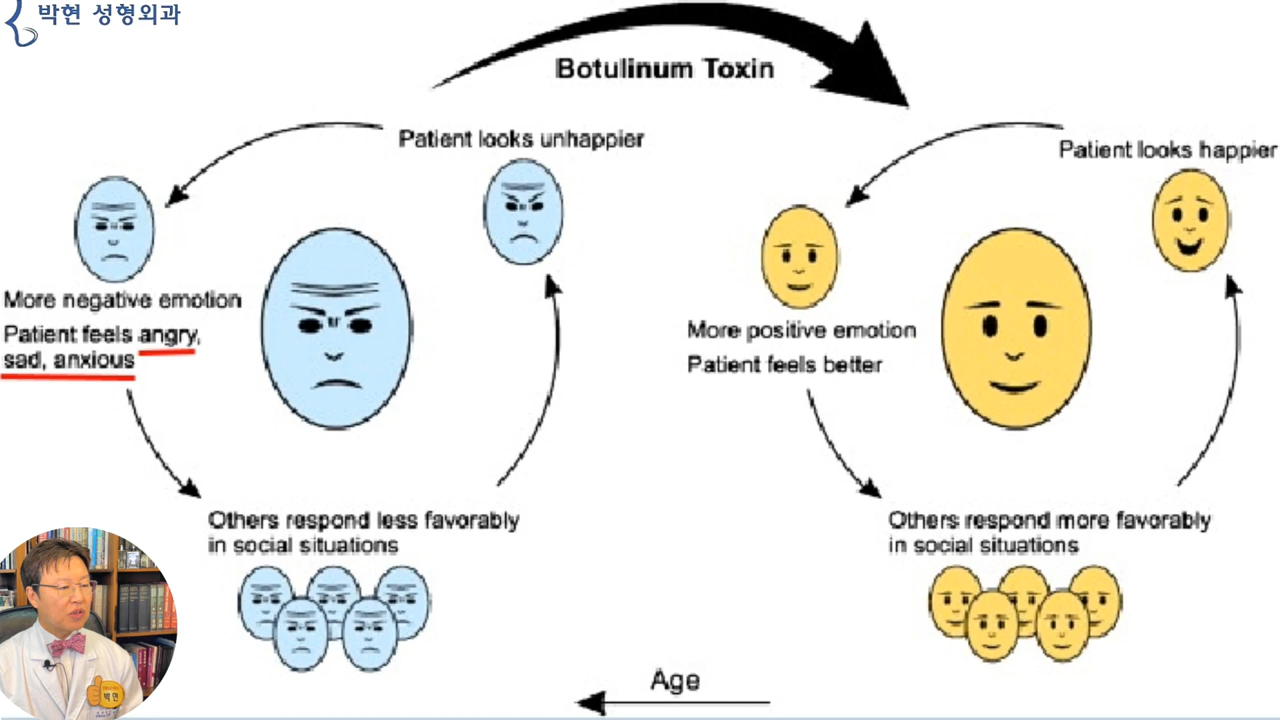 박현 성형외과
Botulinum Toxin
Patient looks unhappier
Patient looks happier
More negative emotion
Patient feels angry,
sad, anxious
More positive emotion
Patient feels better
Others respond less favorably
in social situations
Others respond more favorably
in social situations
Age